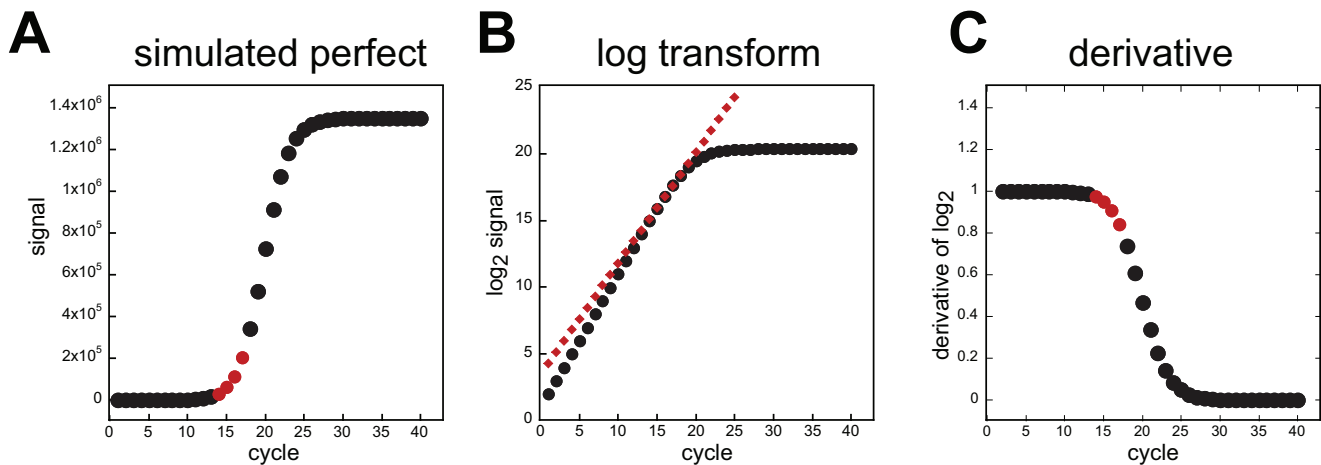 A
simulated perfect
signal
1.4x10⁶
1.2x10⁶
1x10⁶
8x10⁵
6x10⁵
4x10⁵
2x10⁵
0
0 5 10 15 20 25 30 35 40
cycle
B
log transform
log₂ signal
25
20
15
10
5
0
0 5 10 15 20 25 30 35 40
cycle
C
derivative
derivative of log₂
1.4
1.2
1
0.8
0.6
0.4
0.2
0
0 5 10 15 20 25 30 35 40
cycle